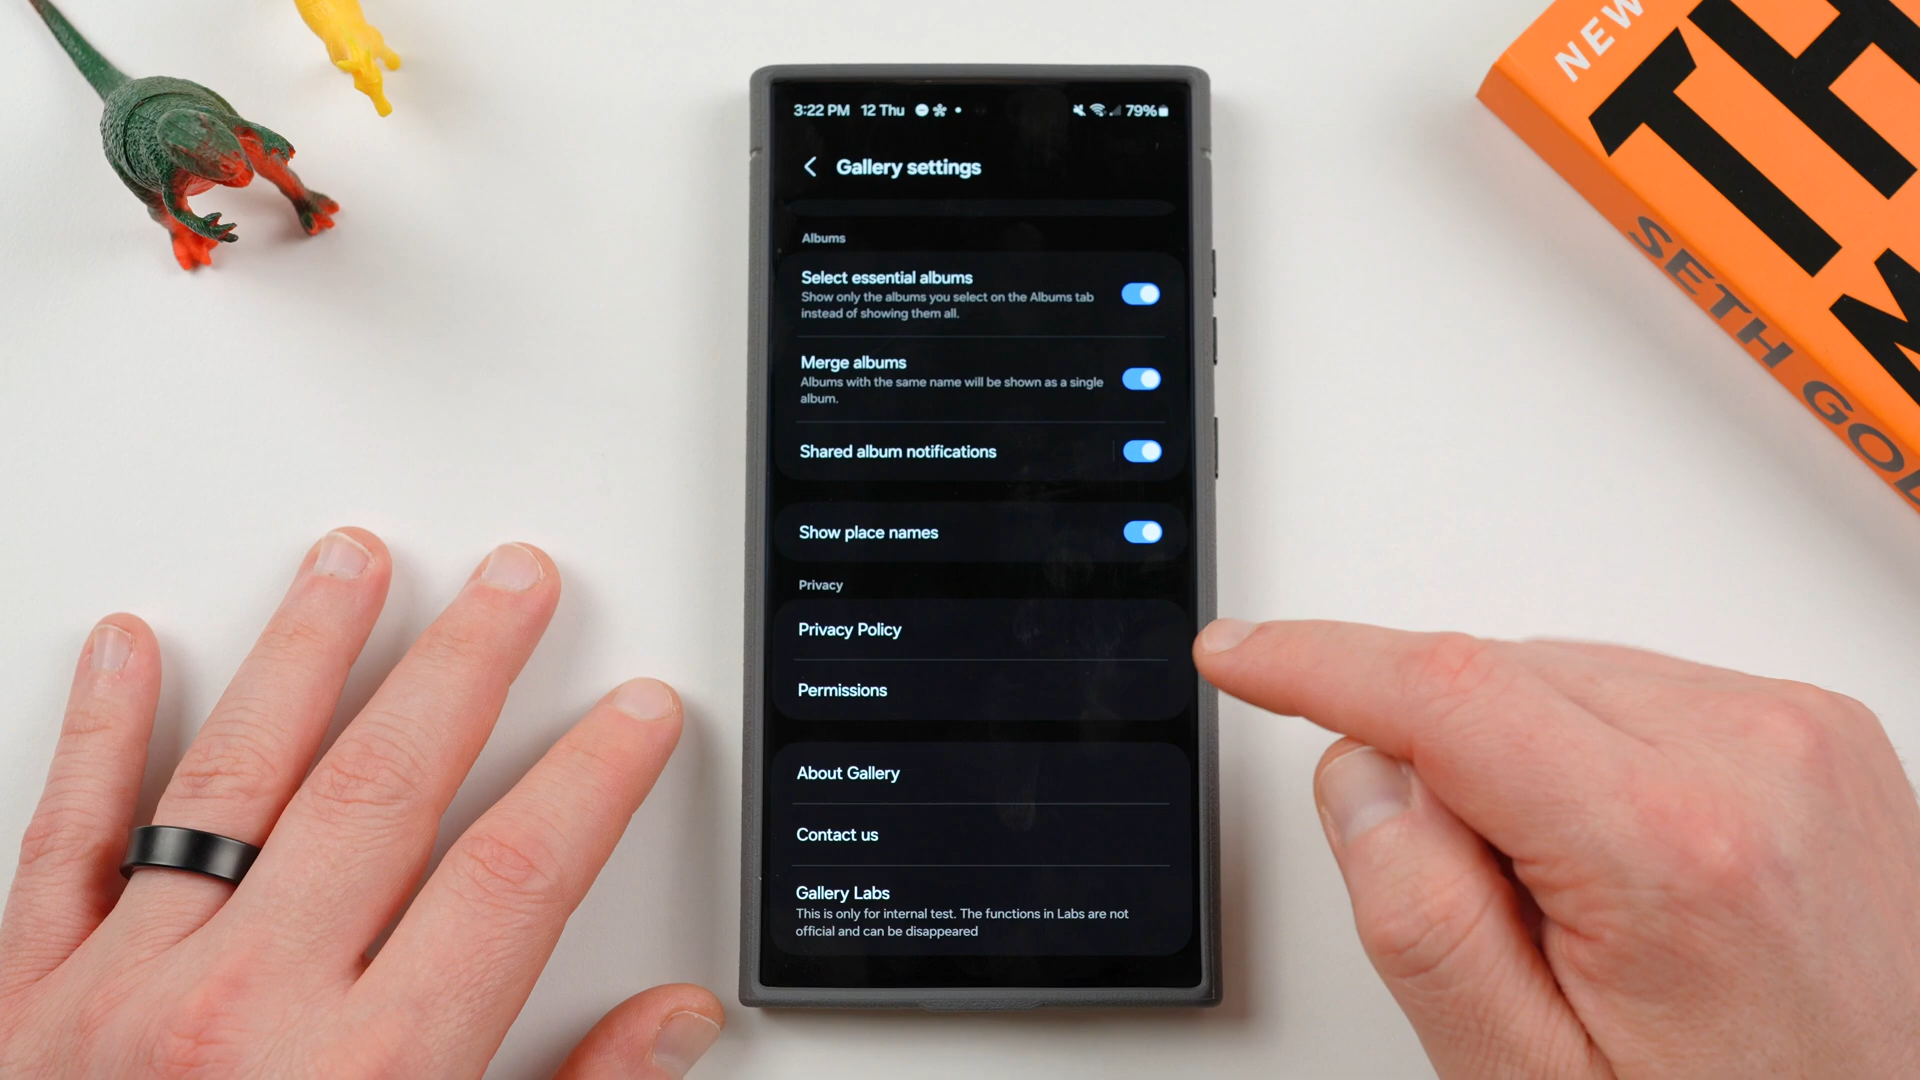 3:22 PM 12 Thu 79%
Gallery settings
Albums
Select essential albums
Show only the albums you select on the Albums tab
instead of showing them all.
Merge albums
Albums with the same name will be shown as a single
album.
Shared album notifications
Show place names
Privacy
Privacy Policy
Permissions
About Gallery
Contact us
Gallery Labs
This is only for internal test. The functions in Labs are not
official and can be disappeared
NEW
TH
SETH GOD